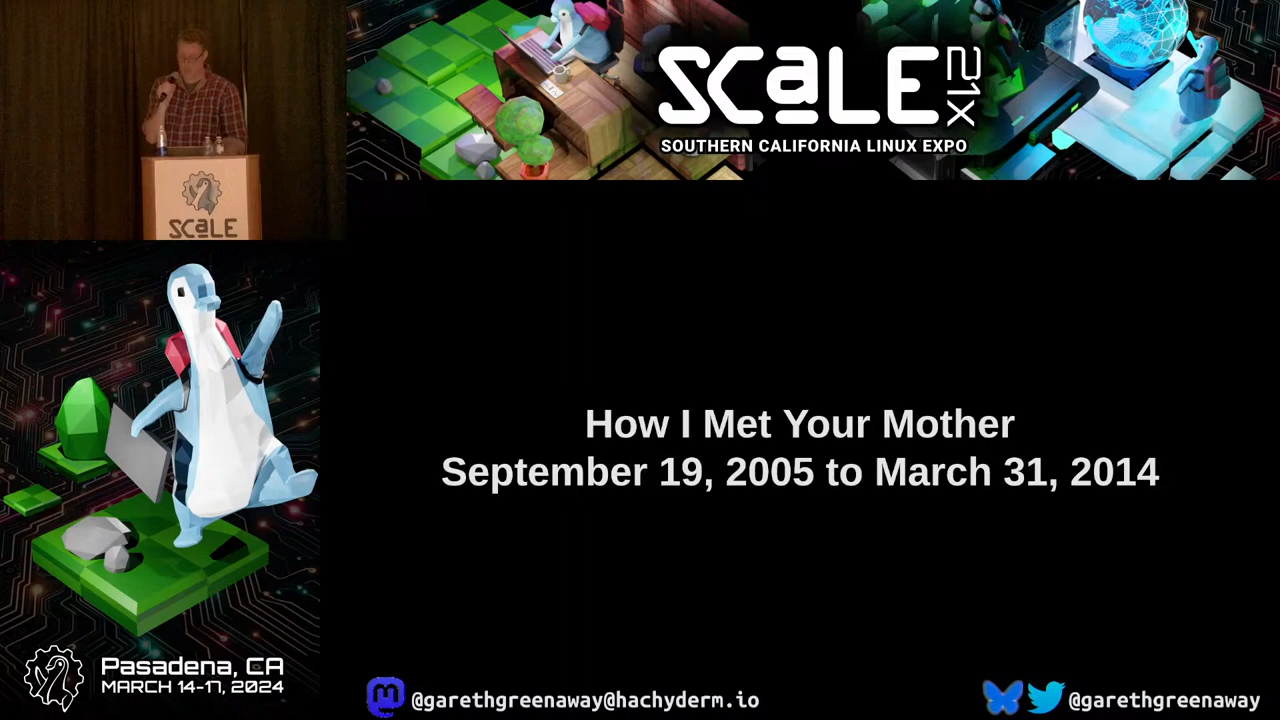 SCaLE 21X
SOUTHERN CALIFORNIA LINUX EXPO
SCaLE
How I Met Your Mother
September 19, 2005 to March 31, 2014
Pasadena, CA
MARCH 14-17, 2024
@garethgreenaway@hachyderm.io
@garethgreenaway